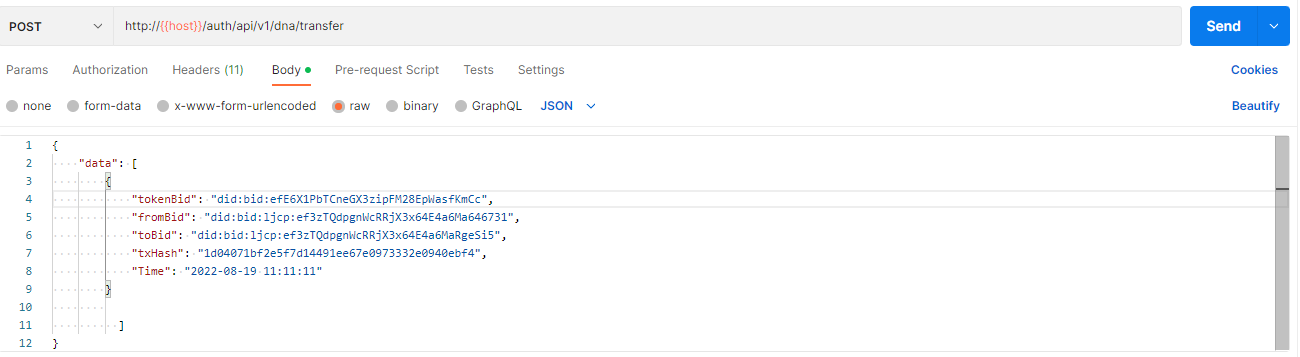 POST http://{{host}}/auth/api/v1/dna/transfer Send
Params Authorization Headers (11) Body Pre-request Script Tests Settings Cookies
none form-data x-www-form-urlencoded raw binary GraphQL JSON Beautify
1 {
2 "data": [
3 {
4 "tokenBid": "did:bid:efE6X1PbTCneGX3zipFM28EpWasfKmCc",
5 "fromBid": "did:bid:ljcp:ef3zTQdpgnWcRRjX3x64E4a6Ma646731",
6 "toBid": "did:bid:ljcp:ef3zTQdpgnWcRRjX3x64E4a6MaRgeSi5",
7 "txHash": "1d04071bf2e5f7d14491ee67e0973332e0940ebf4",
8 "Time": "2022-08-19 11:11:11"
9 }
10
11 ]
12 }